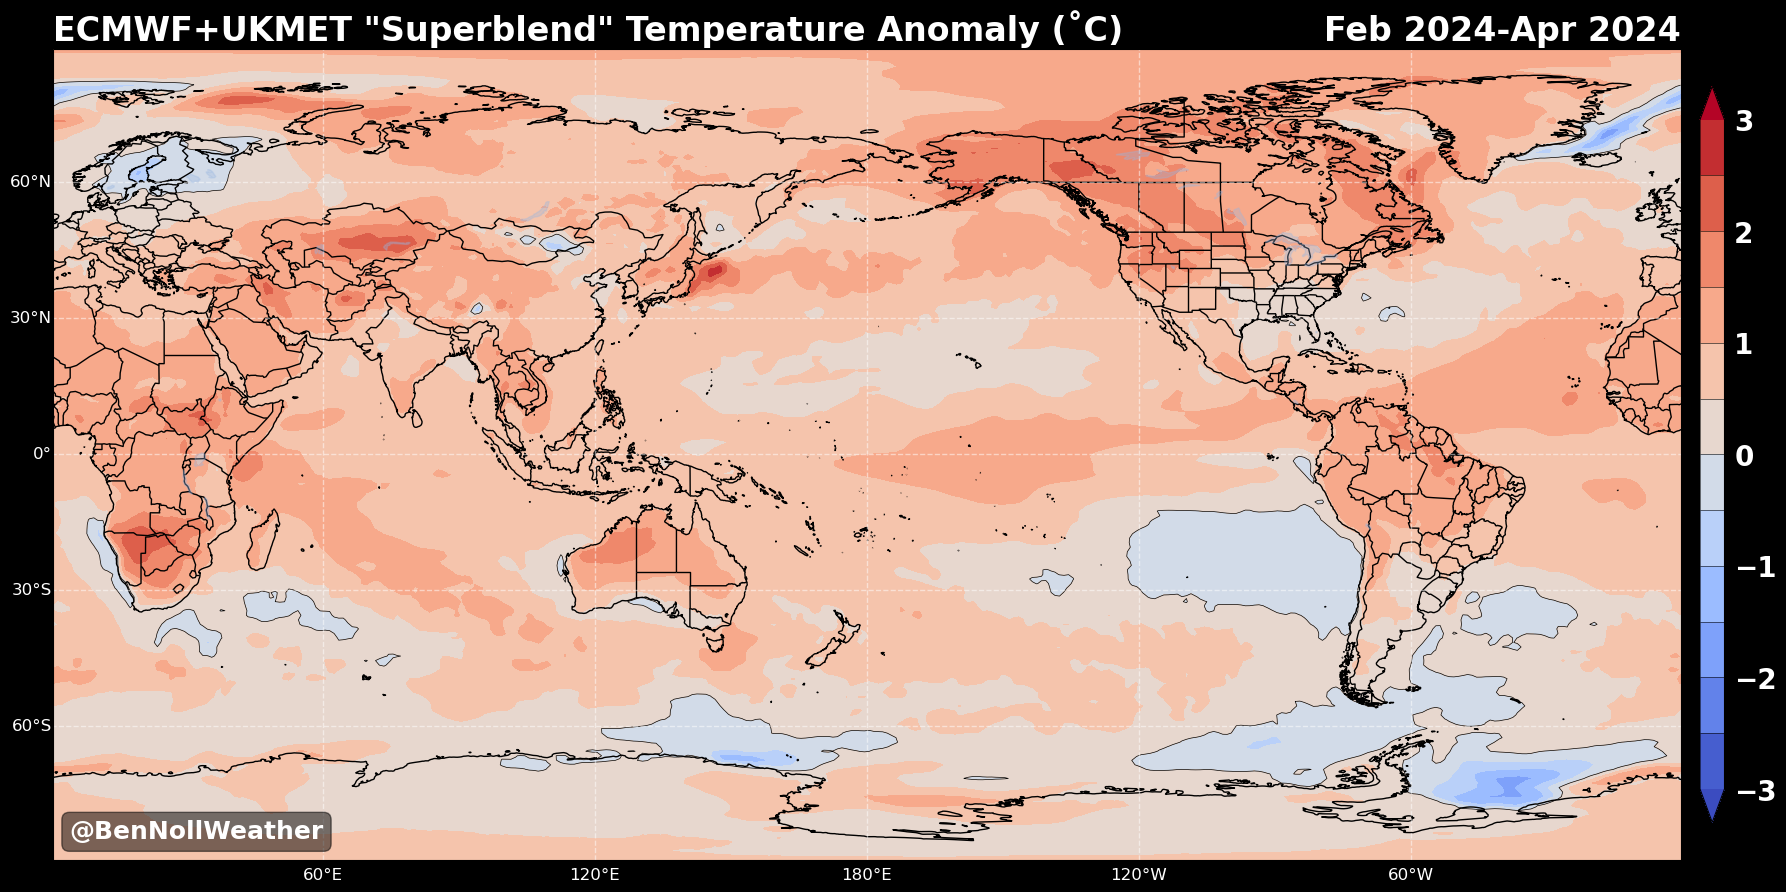 ECMWF+UKMET "Superblend" Temperature Anomaly (˚C) Feb 2024-Apr 2024
60°N
30°N
0°
30°S
60°S
60°E 120°E 180°E 120°W 60°W
3
2
1
0
−1
−2
−3
@BenNollWeather